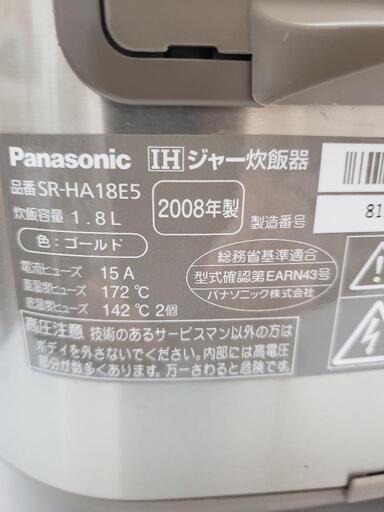 Panasonic IHジャー炊飯器
品番 SR-HA18E5
炊飯容量 1.8L
2008年製
製造番号
81
色:ゴールド
総務省基準適合
型式確認第EARN43号
パナソニック株式会社
電流ヒューズ 15A
蓋温度ヒューズ 172℃
底温度ヒューズ 142℃ 2個
高圧注意 技術のあるサービスマン以外の方は
ボディを外さないでください。内部には高電圧
部分が数多くあります。万一さわると危険です。